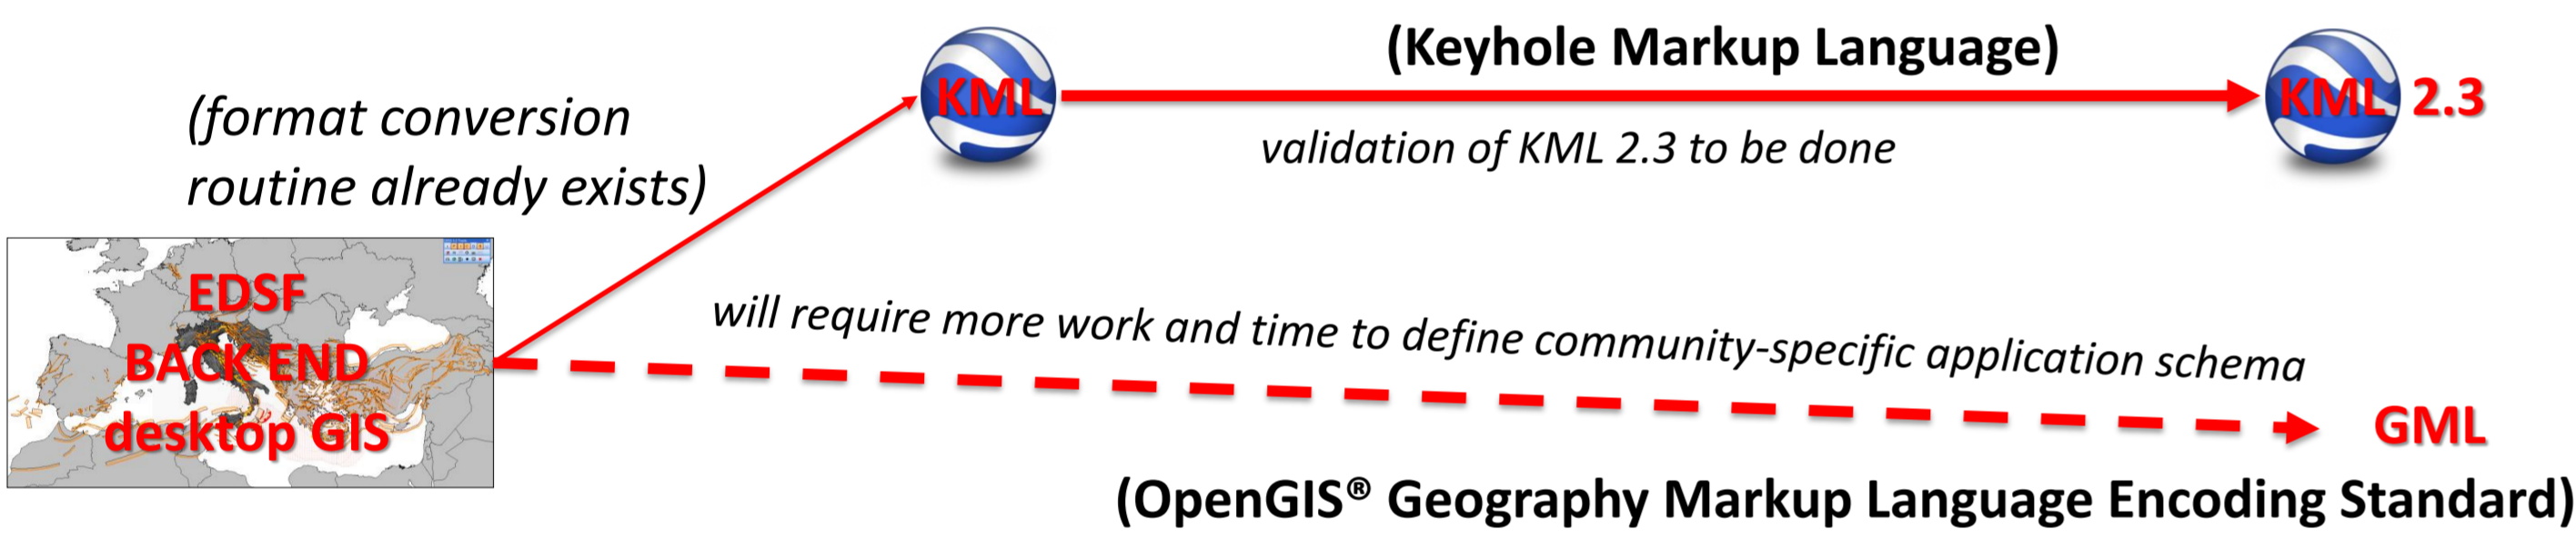 (Keyhole Markup Language)
(format conversion
routine already exists)
KML
KML 2.3
validation of KML 2.3 to be done
EDSF
BACK END
desktop GIS
will require more work and time to define community-specific application schema
GML
(OpenGIS® Geography Markup Language Encoding Standard)